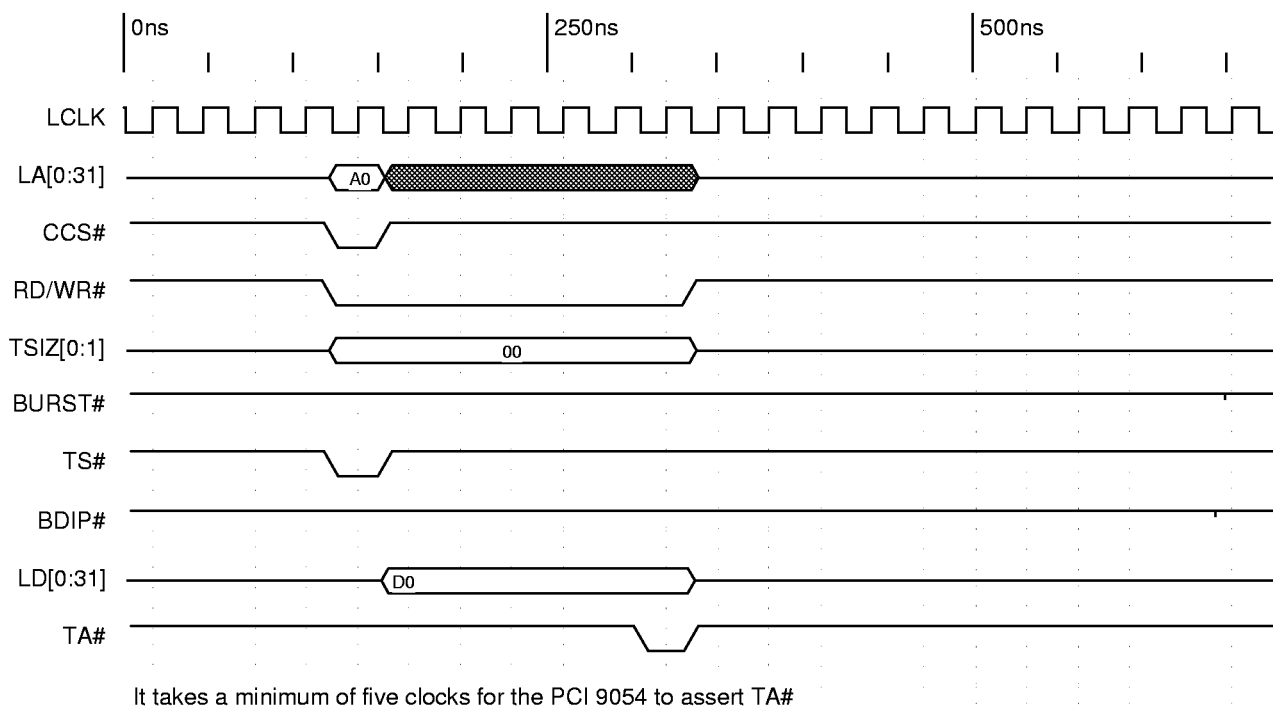 0ns
250ns
500ns
LCLK
LA[0:31]
A0
CCS#
RD/WR#
TSIZ[0:1]
00
BURST#
TS#
BDIP#
LD[0:31]
D0
TA#
It takes a minimum of five clocks for the PCI 9054 to assert TA#